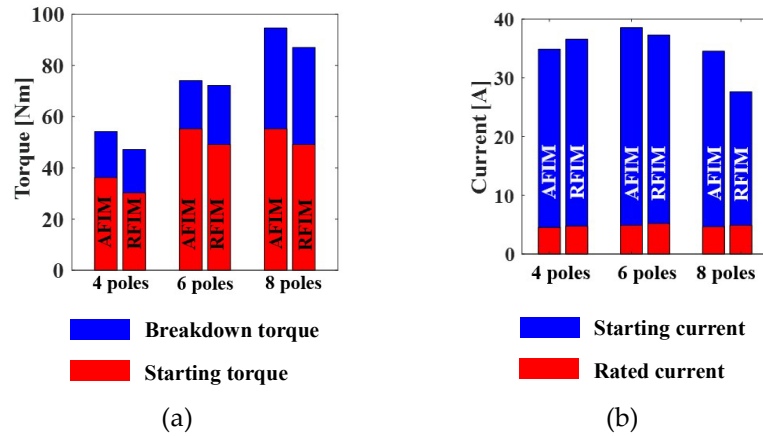 100
80
60
40
20
0
Torque [Nm]
AFIM
RFIM
AFIM
RFIM
AFIM
RFIM
4 poles 6 poles 8 poles
Breakdown torque
Starting torque
(a)
40
30
20
10
0
Current [A]
AFIM
RFIM
AFIM
RFIM
AFIM
RFIM
4 poles 6 poles 8 poles
Starting current
Rated current
(b)